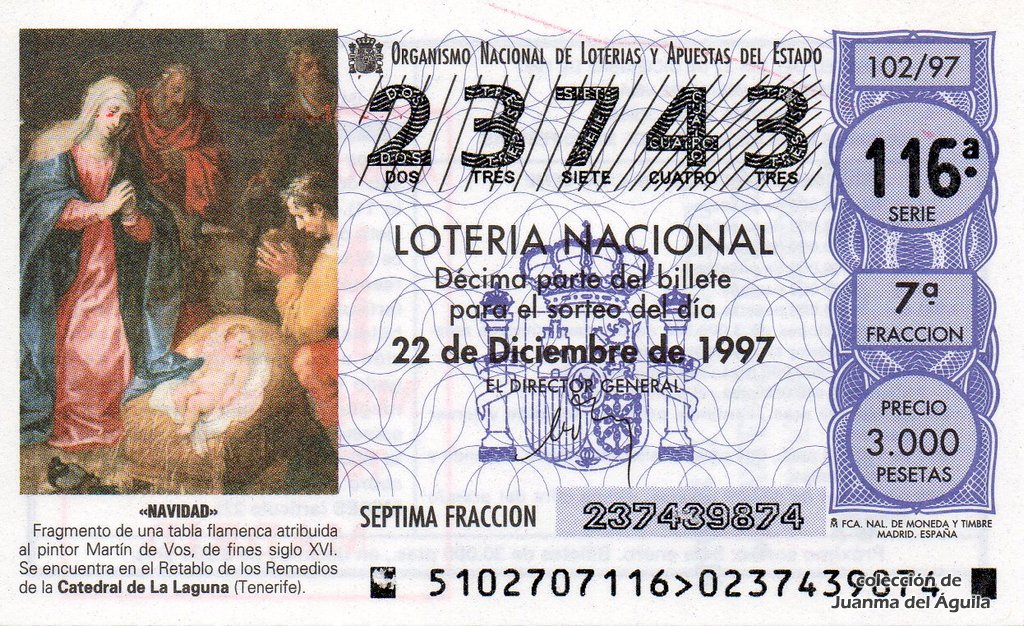 ORGANISMO NACIONAL DE LOTERIAS Y APUESTAS DEL ESTADO
23743
DOS TRES SIETE CUATRO TRES
LOTERIA NACIONAL
Décima parte del billete
para el sorteo del día
22 de Diciembre de 1997
EL DIRECTOR GENERAL
102/97
116ª
SERIE
7ª
FRACCION
PRECIO
3.000
PESETAS
«NAVIDAD»
Fragmento de una tabla flamenca atribuida
al pintor Martín de Vos, de fines siglo XVI.
Se encuentra en el Retablo de los Remedios
de la Catedral de La Laguna (Tenerife).
SEPTIMA FRACCION
237439874
FCA. NAL. DE MONEDA Y TIMBRE
MADRID. ESPAÑA
5102707116>0237439874
colección de
Juanma del Águila